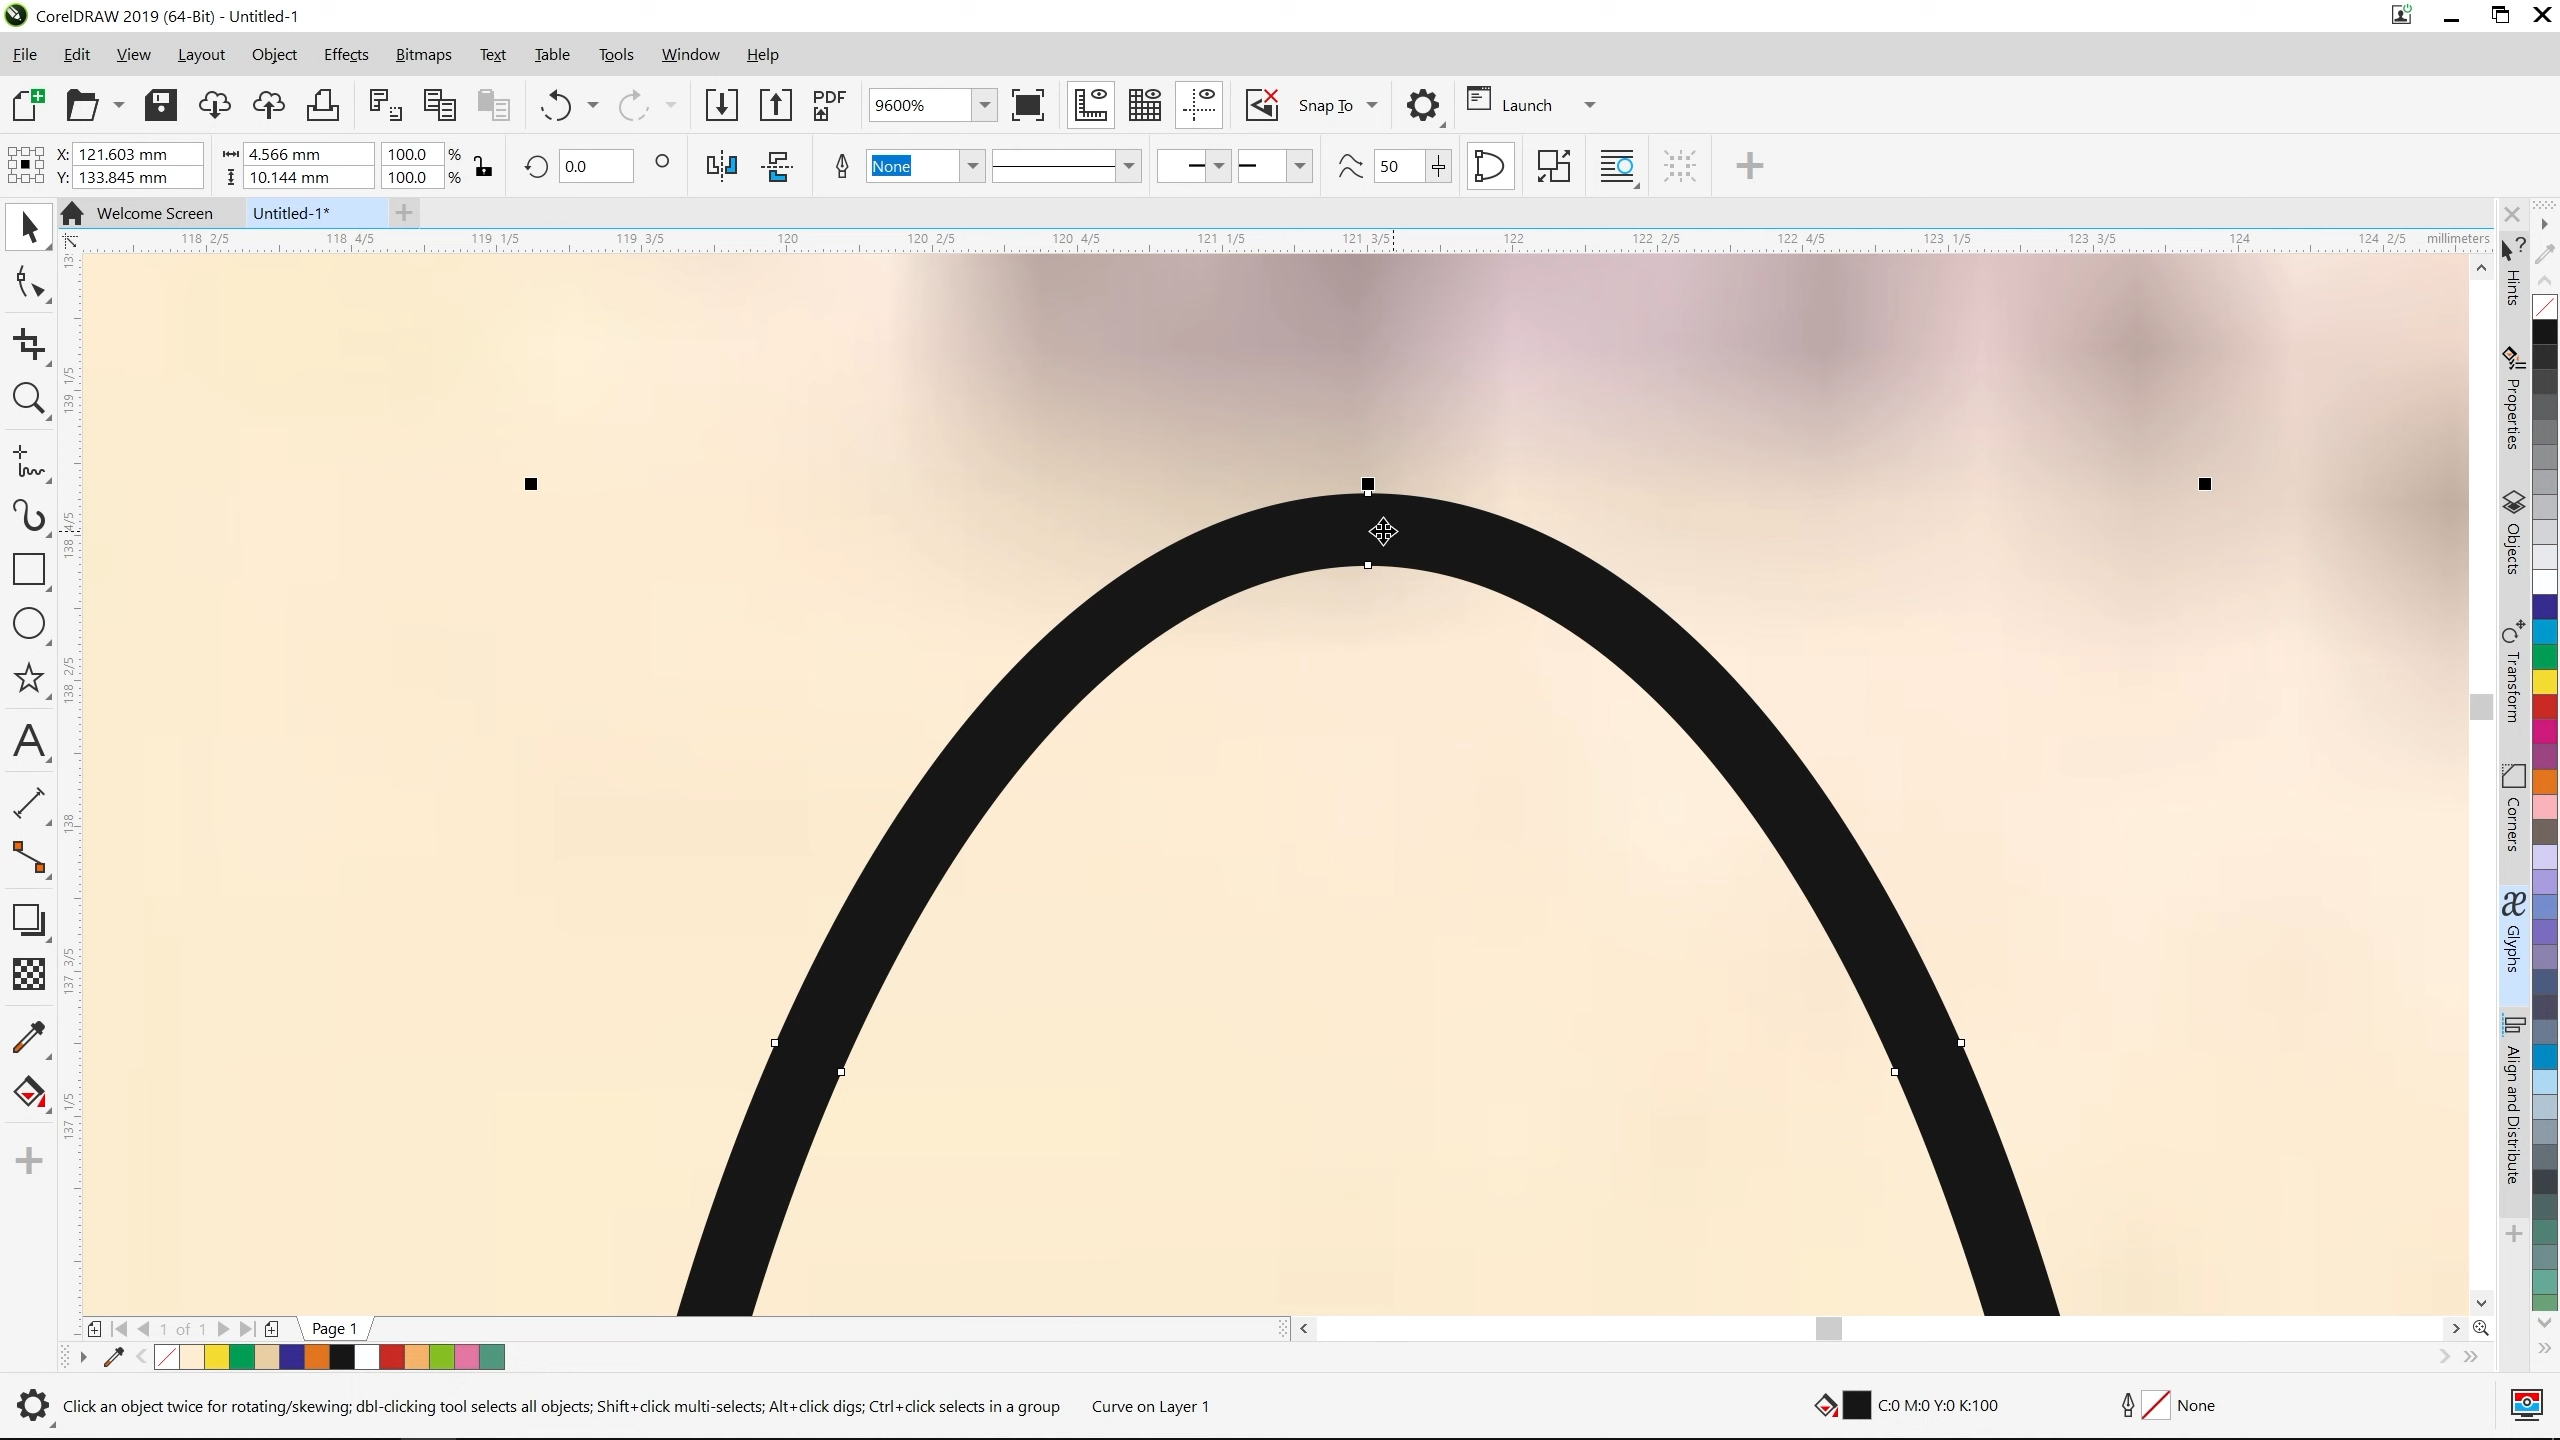 CorelDRAW 2019 (64-Bit) - Untitled-1
File Edit View Layout Object Effects Bitmaps Text Table Tools Window Help
PDF 9600% Snap To Launch
X: 121.603 mm 4.566 mm 100.0 % 0.0 None 50
Y: 133.845 mm 10.144 mm 100.0 %
Welcome Screen Untitled-1*
118 2/5 118 4/5 119 1/5 119 3/5 120 120 2/5 120 4/5 121 1/5 121 3/5 122 122 2/5 122 4/5 123 1/5 123 3/5 124 124 2/5 millimeters
139 1/5
138 4/5
138 2/5
138
137 3/5
137 1/5
Hints
Properties
Objects
Transform
Corners
Glyphs
Align and Distribute
1 of 1 Page 1
Click an object twice for rotating/skewing; dbl-clicking tool selects all objects; Shift+click multi-selects; Alt+click digs; Ctrl+click selects in a group Curve on Layer 1 C:0 M:0 Y:0 K:100 None